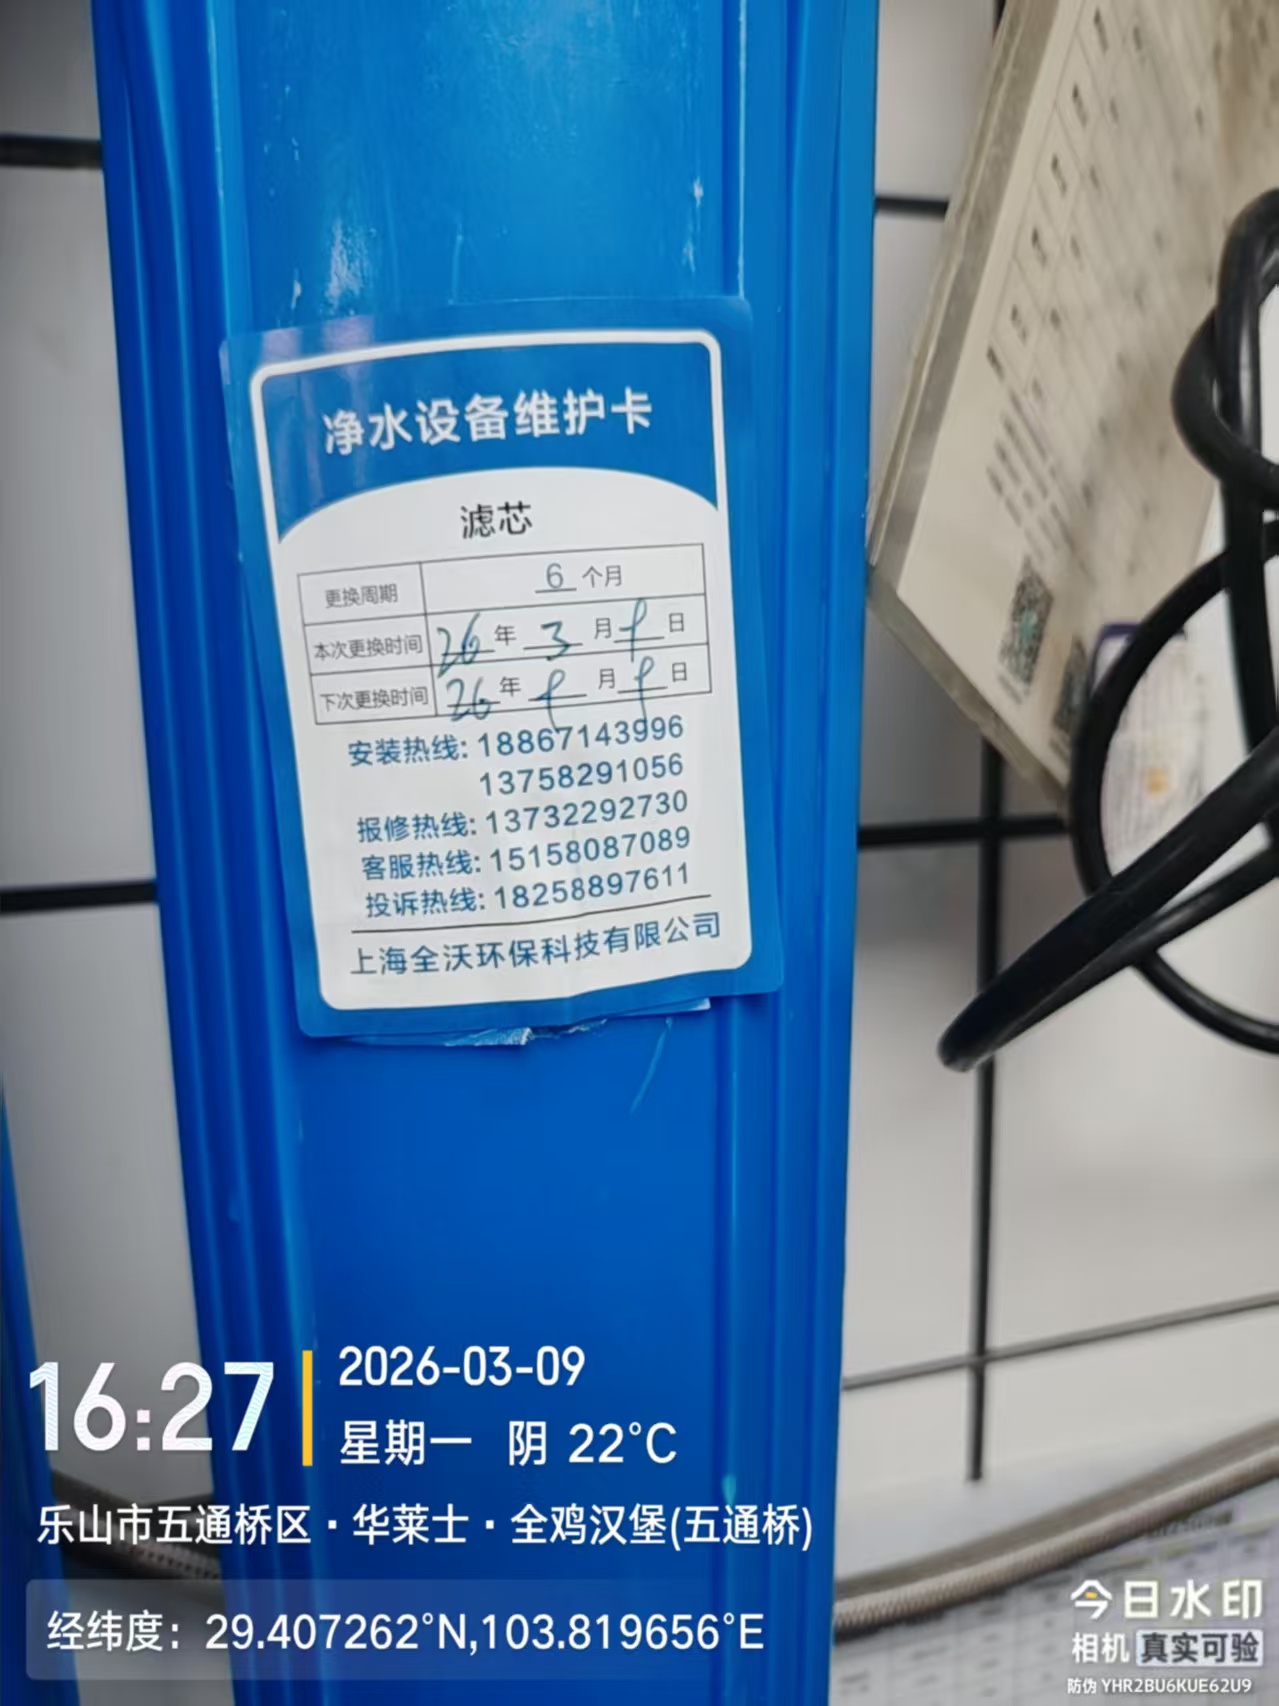 净水设备维护卡
滤芯
更换周期 6 个月
本次更换时间 26 年 3 月 9 日
下次更换时间 26 年 9 月 9 日
安装热线: 18867143996
13758291056
报修热线: 13732292730
客服热线: 15158087089
投诉热线: 18258897611
上海全沃环保科技有限公司
16:27
2026-03-09
星期一 阴 22°C
乐山市五通桥区·华莱士·全鸡汉堡(五通桥)
经纬度: 29.407262°N,103.819656°E
今日水印
相机 真实可验
防伪 YHR2BU6KUE62U9